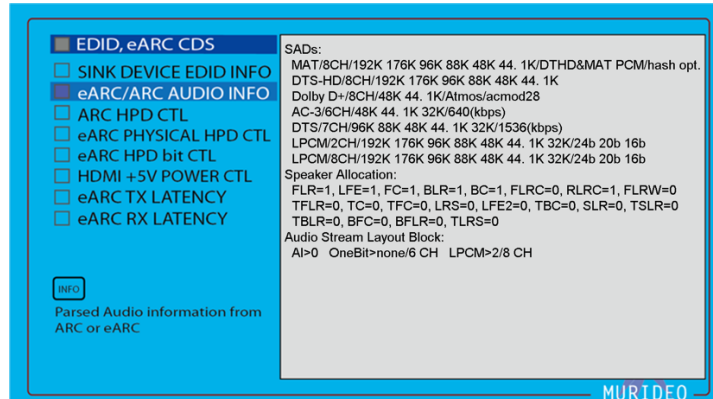 EDID, eARC CDS
SINK DEVICE EDID INFO
eARC/ARC AUDIO INFO
ARC HPD CTL
eARC PHYSICAL HPD CTL
eARC HPD bit CTL
HDMI +5V POWER CTL
eARC TX LATENCY
eARC RX LATENCY
INFO
Parsed Audio information from
ARC or eARC
SADs:
MAT/8CH/192K 176K 96K 88K 48K 44. 1K/DTHD&MAT PCM/hash opt.
DTS-HD/8CH/192K 176K 96K 88K 48K 44. 1K
Dolby D+/8CH/48K 44. 1K/Atmos/acmod28
AC-3/6CH/48K 44. 1K 32K/640(kbps)
DTS/7CH/96K 88K 48K 44. 1K 32K/1536(kbps)
LPCM/2CH/192K 176K 96K 88K 48K 44. 1K 32K/24b 20b 16b
LPCM/8CH/192K 176K 96K 88K 48K 44. 1K 32K/24b 20b 16b
Speaker Allocation:
FLR=1, LFE=1, FC=1, BLR=1, BC=1, FLRC=0, RLRC=1, FLRW=0
TFLR=0, TC=0, TFC=0, LRS=0, LFE2=0, TBC=0, SLR=0, TSLR=0
TBLR=0, BFC=0, BFLR=0, TLRS=0
Audio Stream Layout Block:
AI>0 OneBit>none/6 CH LPCM>2/8 CH
MURIDEO